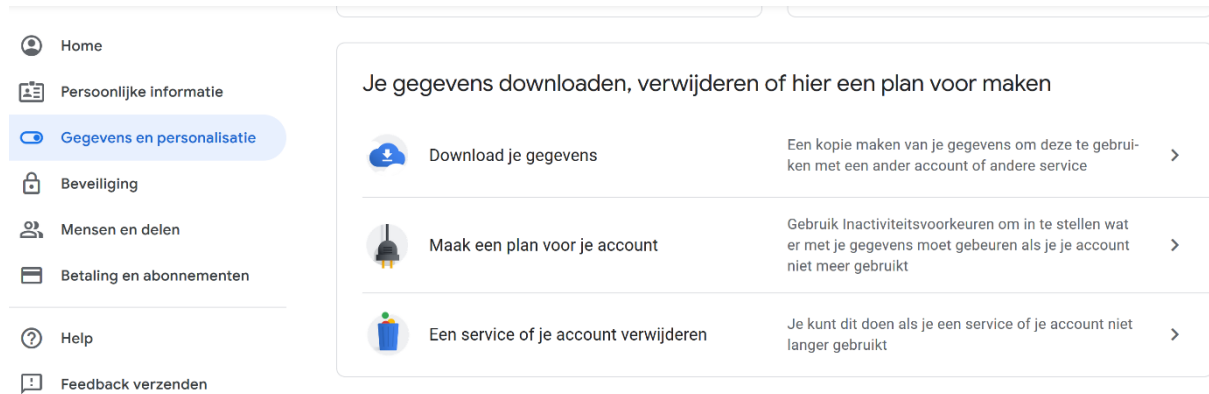 Home
Persoonlijke informatie
Gegevens en personalisatie
Beveiliging
Mensen en delen
Betaling en abonnementen
Help
Feedback verzenden
Je gegevens downloaden, verwijderen of hier een plan voor maken
Download je gegevens
Een kopie maken van je gegevens om deze te gebrui-
ken met een ander account of andere service
Maak een plan voor je account
Gebruik Inactiviteitsvoorkeuren om in te stellen wat
er met je gegevens moet gebeuren als je je account
niet meer gebruikt
Een service of je account verwijderen
Je kunt dit doen als je een service of je account niet
langer gebruikt